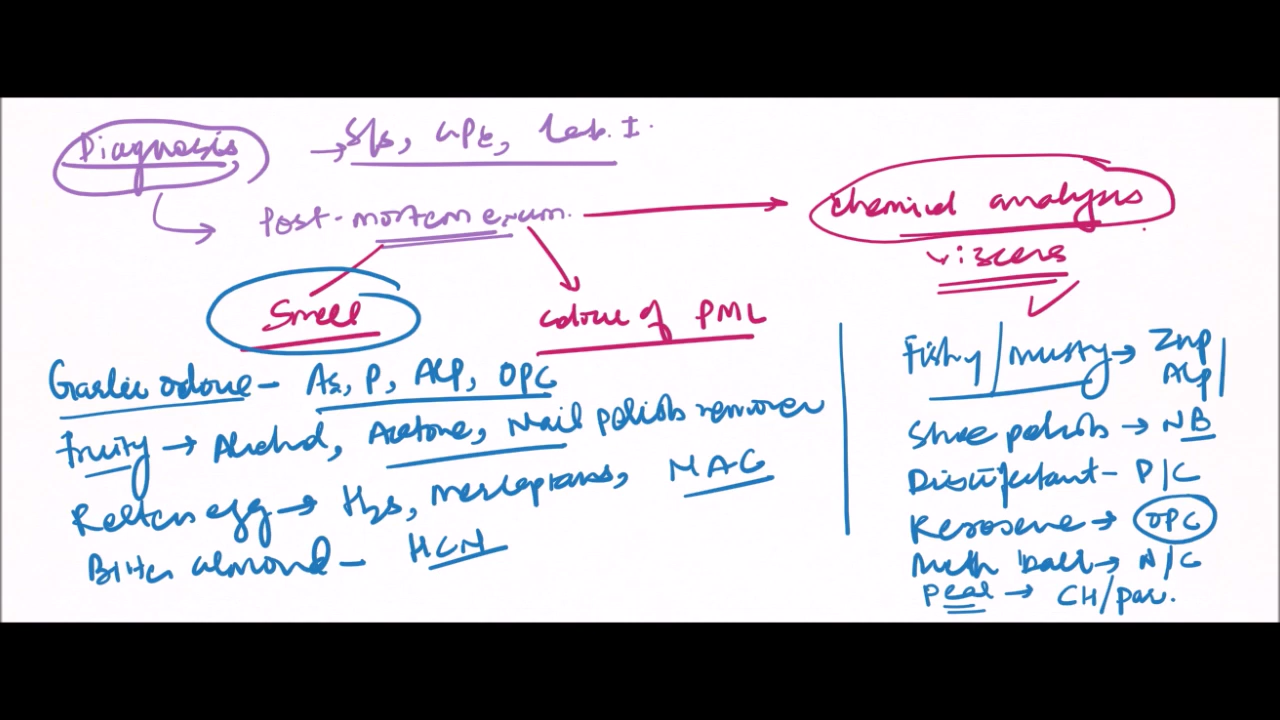 Diagnosis → S/s, GPE, Lab. I.
Post-mortem exam. → Chemical analysis
viscera
Smell
colour of PML
Garlic odour - As, P, AlP, OPC
fruity → Alcohol, Acetone, Nail polish remover
Rotten egg → H2S, Mercaptans, NAC
Bitter almond - HCN
Fishy / musty → ZnP
AlP
Shoe polish → NB
Disinfectant - P/C
Kerosene → OPC
Moth ball → N/C
pear → CH/par.